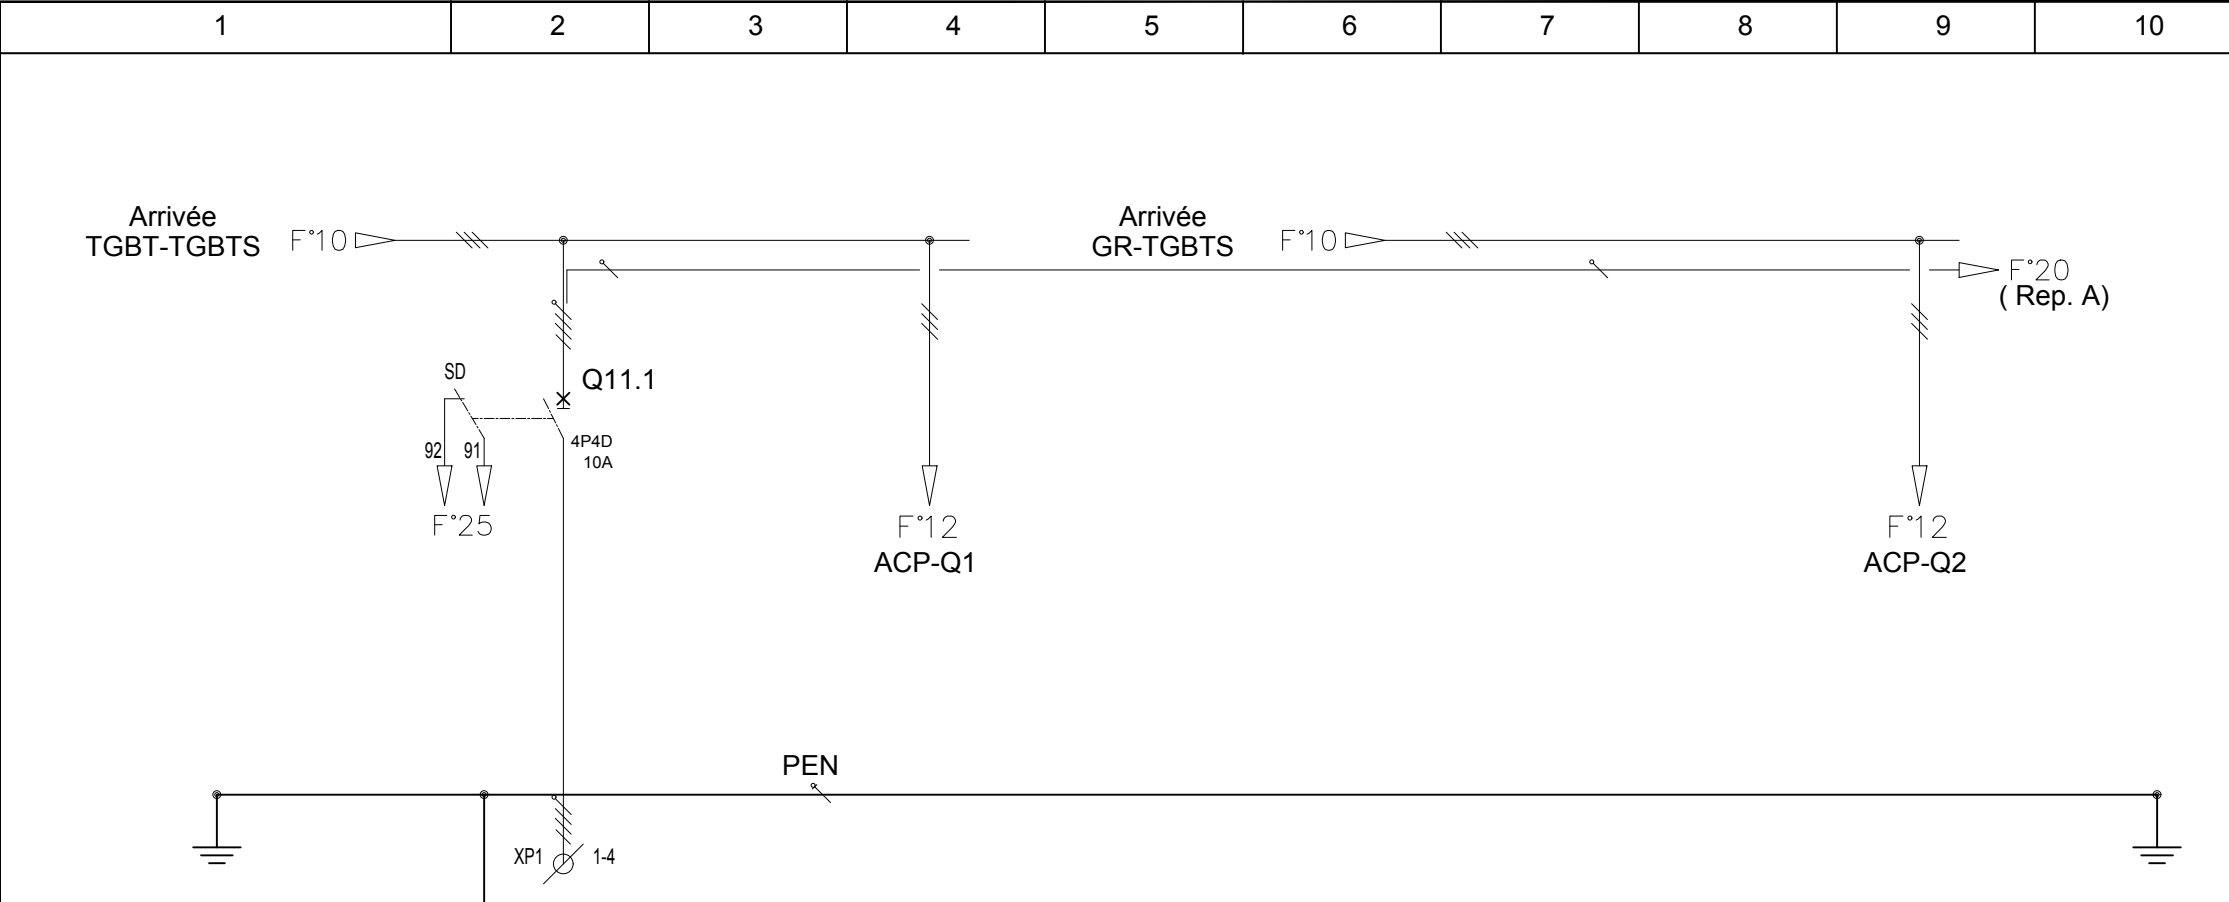 1 2 3 4 5 6 7 8 9 10
Arrivée
TGBT-TGBTS
F°10
Arrivée
GR-TGBTS
F°10
F°20
( Rep. A)
SD
Q11.1
4P4D
10A
92 91
F°25
F°12
ACP-Q1
F°12
ACP-Q2
PEN
XP1 1-4